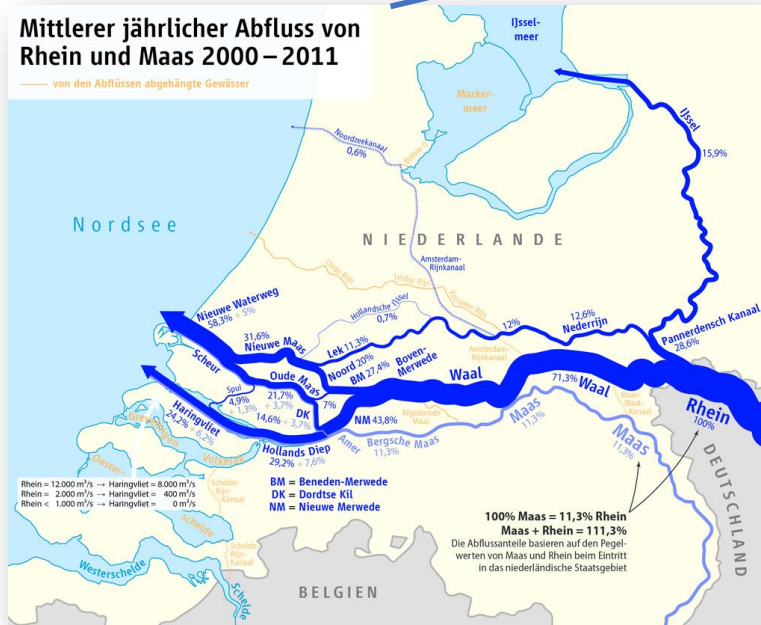 Mittlerer jährlicher Abfluss von
Rhein und Maas 2000 – 2011
von den Abflüssen abgehängte Gewässer
IJssel-
meer
Marker-
meer
IJssel
15,9%
Noordzeekanaal
0,6%
Binnen-IJ
Nordsee
NIEDERLANDE
Amsterdam-
Rijnkanaal
Oude Rijn
Leidse Rijn
Kromme Rijn
Hollandsche IJssel
0,7%
Nieuwe Waterweg
58,3% + 5%
31,6%
Nieuwe Maas
Lek 11,3%
12%
12,6%
Nederrijn
Pannerdensch Kanaal
28,6%
Scheur
Noord 20%
BM 27,4%
Boven-
Merwede
Amsterdam-
Rijnkanaal
Waal
71,3% Waal
Oude Maas
Spui
4,9%
+ 1,3%
21,7%
+ 3,7%
7%
DK
14,6% + 3,7%
NM 43,8%
Afgedamde
Maas
Maas
11,3%
Maas-
Waal-
Kanaal
Rhein
100%
Haringvliet
24,2% + 6,2%
Hollands Diep
29,2% + 7,6%
Amer
Bergsche Maas
11,3%
Maas
11,3%
Grevelingen
Volkerak
Ooster-
schelde
Schelde-
Rijn-
Kanaal
Rhein = 12.000 m³/s → Haringvliet = 8.000 m³/s
Rhein = 2.000 m³/s → Haringvliet = 400 m³/s
Rhein < 1.000 m³/s → Haringvliet = 0 m³/s
BM = Beneden-Merwede
DK = Dordtse Kil
NM = Nieuwe Merwede
100% Maas = 11,3% Rhein
Maas + Rhein = 111,3%
Die Abflussanteile basieren auf den Pegel-
werten von Maas und Rhein beim Eintritt
in das niederländische Staatsgebiet
DEUTSCHLAND
Schelde
Rijn-
Kanaal
Westerschelde
Schelde
BELGIEN